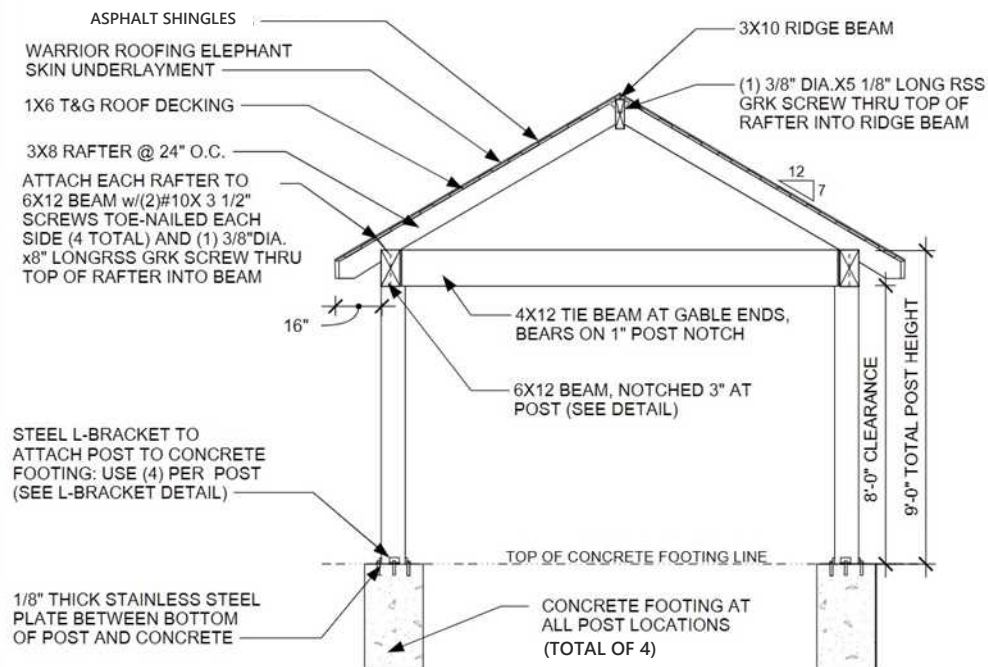 ASPHALT SHINGLES
WARRIOR ROOFING ELEPHANT
SKIN UNDERLAYMENT
1X6 T&G ROOF DECKING
3X8 RAFTER @ 24" O.C.
ATTACH EACH RAFTER TO
6X12 BEAM w/(2)#10X 3 1/2"
SCREWS TOE-NAILED EACH
SIDE (4 TOTAL) AND (1) 3/8"DIA.
x8" LONGRSS GRK SCREW THRU
TOP OF RAFTER INTO BEAM
16"
3X10 RIDGE BEAM
(1) 3/8" DIA.X5 1/8" LONG RSS
GRK SCREW THRU TOP OF
RAFTER INTO RIDGE BEAM
12
7
4X12 TIE BEAM AT GABLE ENDS,
BEARS ON 1" POST NOTCH
6X12 BEAM, NOTCHED 3" AT
POST (SEE DETAIL)
8'-0" CLEARANCE
9'-0" TOTAL POST HEIGHT
STEEL L-BRACKET TO
ATTACH POST TO CONCRETE
FOOTING: USE (4) PER POST
(SEE L-BRACKET DETAIL)
TOP OF CONCRETE FOOTING LINE
1/8" THICK STAINLESS STEEL
PLATE BETWEEN BOTTOM
OF POST AND CONCRETE
CONCRETE FOOTING AT
ALL POST LOCATIONS
(TOTAL OF 4)